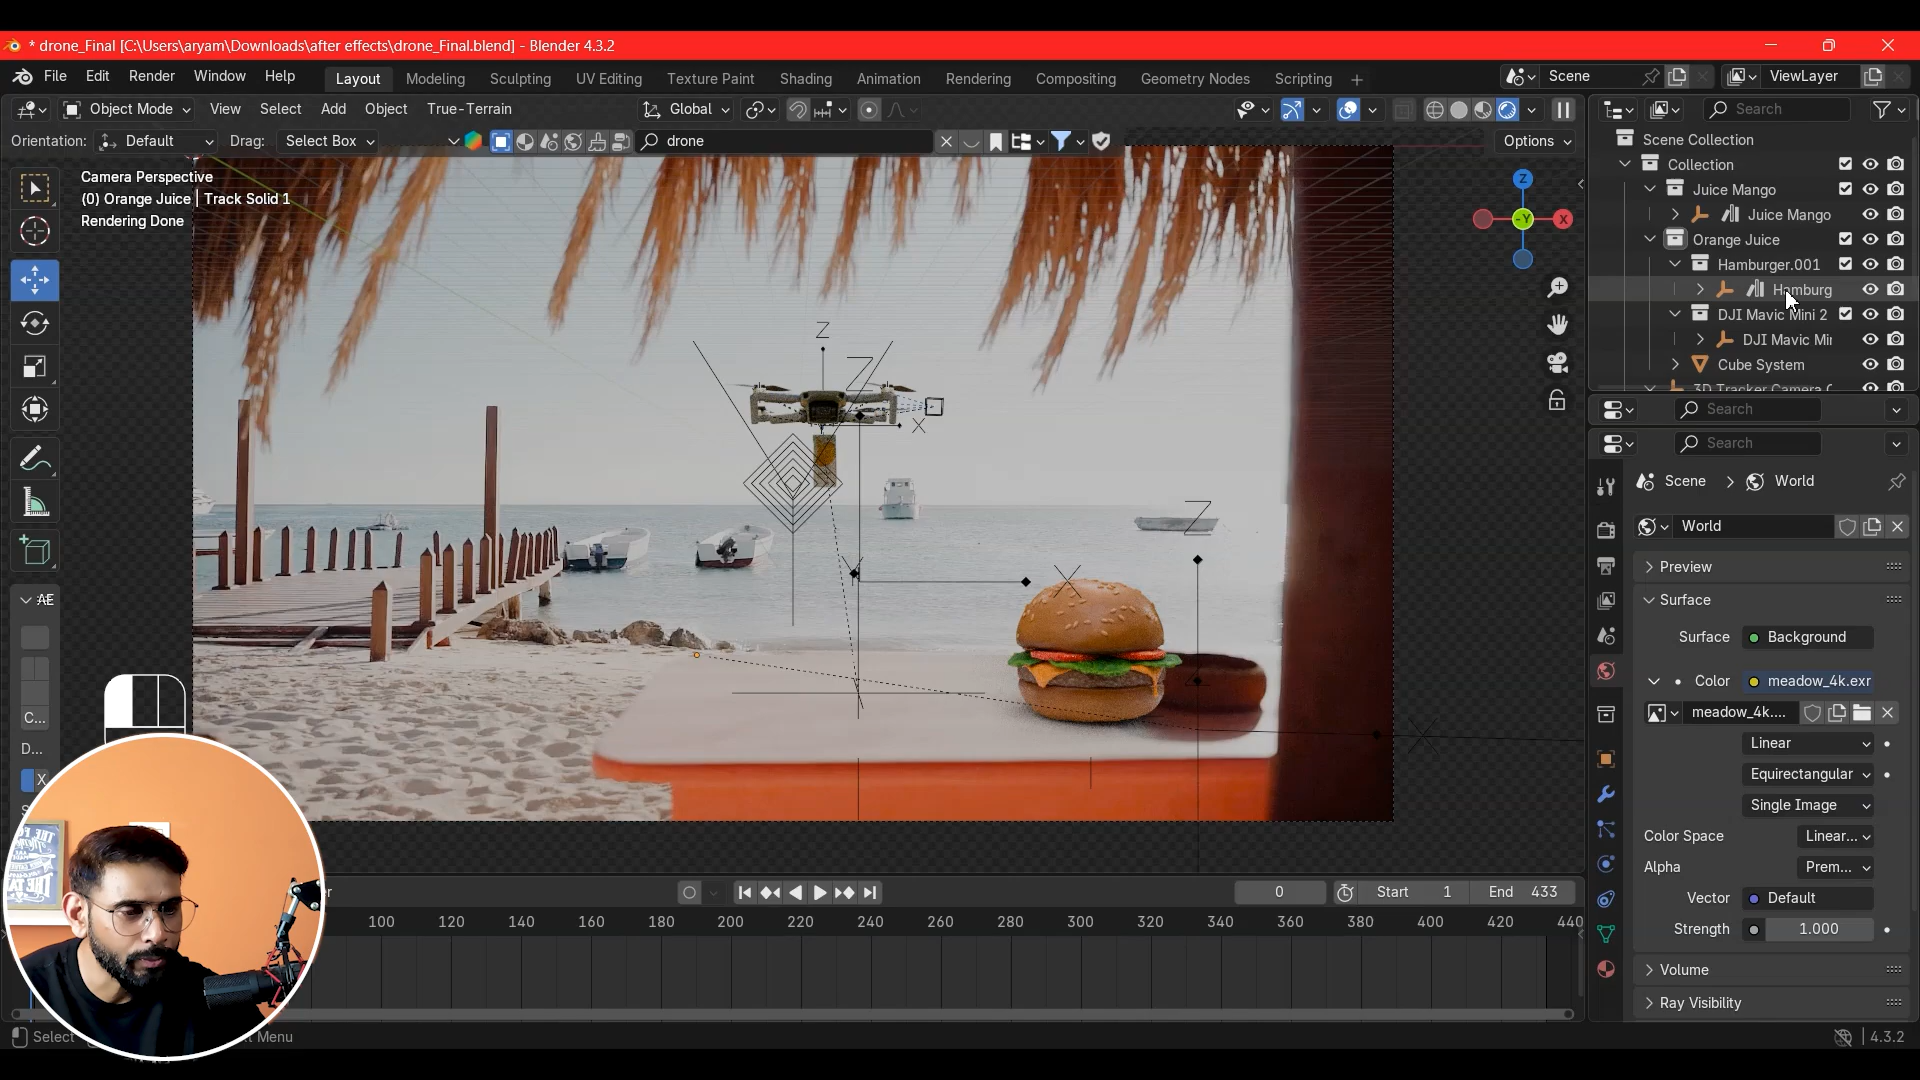 * drone_Final [C:\Users\aryam\Downloads\after effects\drone_Final.blend] - Blender 4.3.2
File Edit Render Window Help Layout Modeling Sculpting UV Editing Texture Paint Shading Animation Rendering Compositing Geometry Nodes Scripting + Scene ViewLayer
Object Mode View Select Add Object True-Terrain Global Search
Orientation: Default Drag: Select Box drone Options
Scene Collection
Collection
Juice Mango
Juice Mango
Orange Juice
Hamburger.001
Hamburg
DJI Mavic Mini 2
DJI Mavic Mi
Cube System
Camera Perspective
(0) Orange Juice | Track Solid 1
Rendering Done
Z
-Y
X
Z
Z
X
Z
X
AE
C...
D...
X
Search
Search
Scene > World
World
Preview
Surface
Surface Background
Color meadow_4k.exr
meadow_4k....
Linear
Equirectangular
Single Image
Color Space Linear...
Alpha Prem...
Vector Default
Strength 1.000
Volume
Ray Visibility
0 Start 1 End 433
100 120 140 160 180 200 220 240 260 280 300 320 340 360 380 400 420 440
Select
t Menu
4.3.2